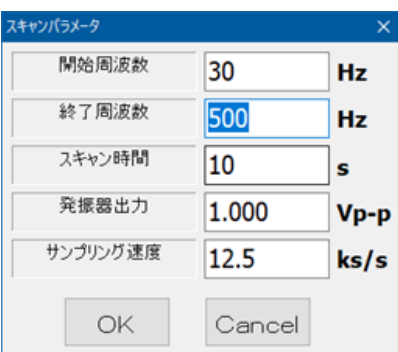 スキャンパラメータ ×
開始周波数 30 Hz
終了周波数 500 Hz
スキャン時間 10 s
発振器出力 1.000 Vp-p
サンプリング速度 12.5 ks/s
OK Cancel